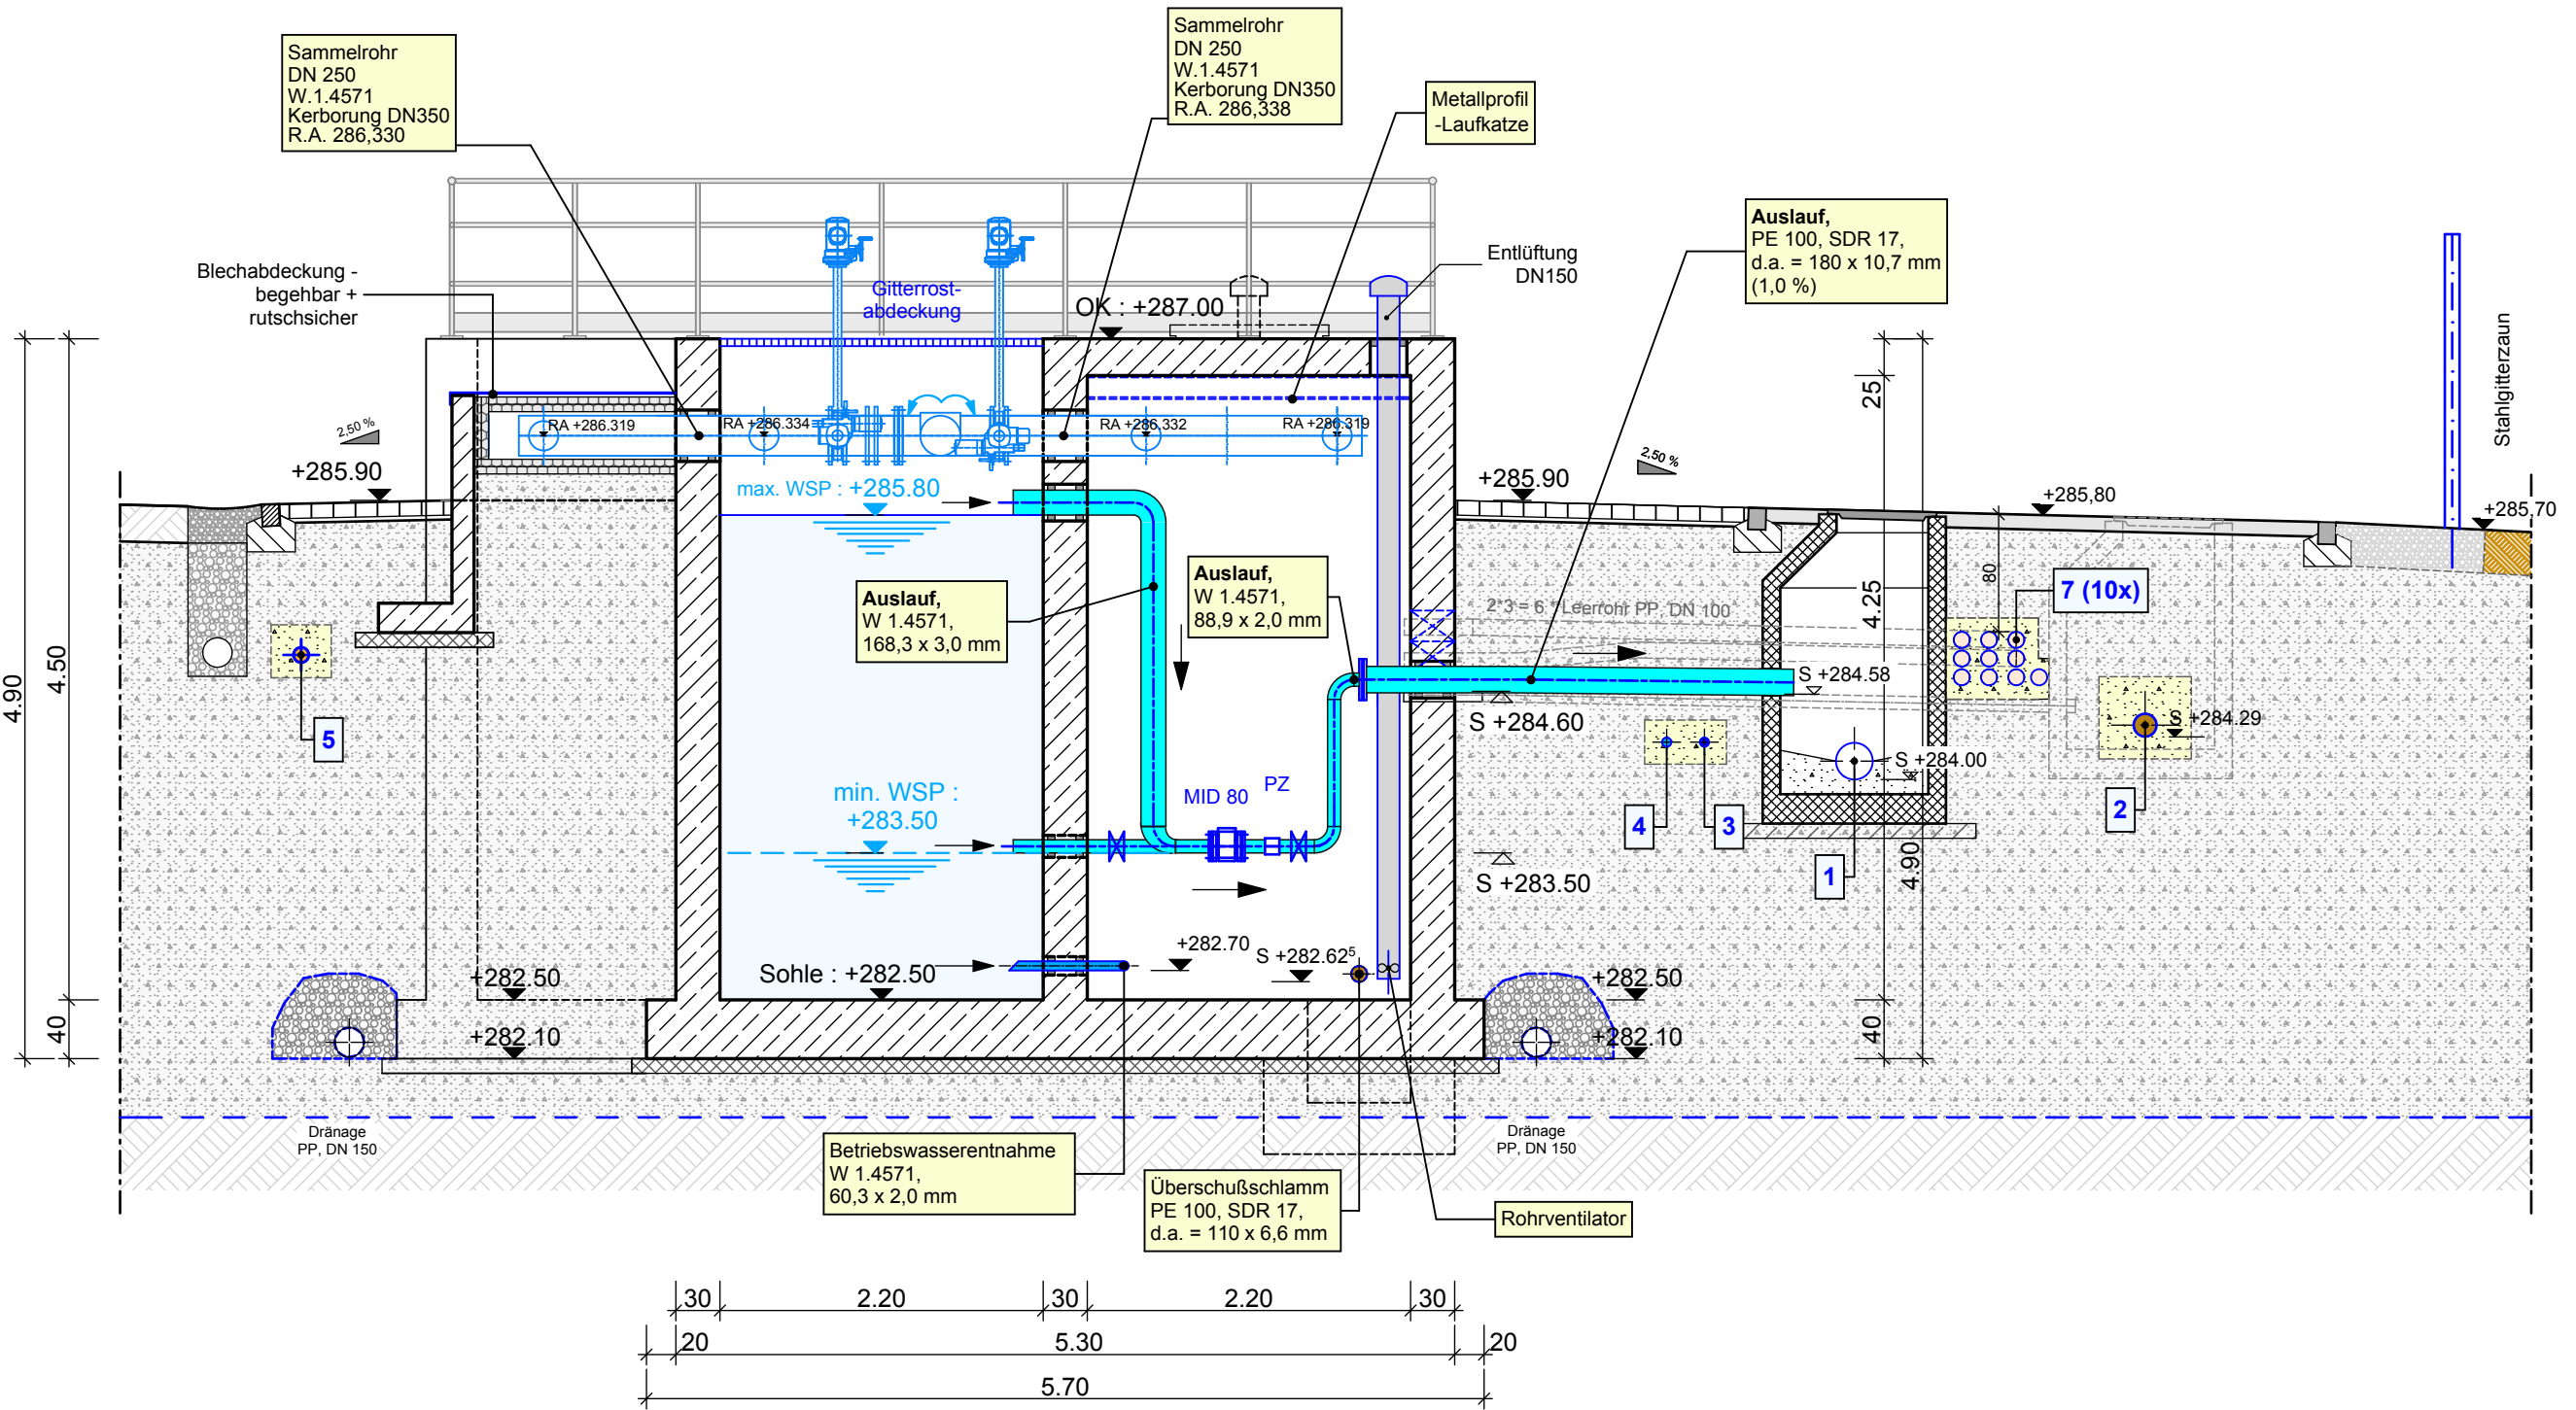 Sammelrohr
DN 250
W.1.4571
Kerborung DN350
R.A. 286,330
Sammelrohr
DN 250
W.1.4571
Kerborung DN350
R.A. 286,338
Metallprofil
-Laufkatze
Auslauf,
PE 100, SDR 17,
d.a. = 180 x 10,7 mm
(1,0 %)
Entlüftung
DN150
Blechabdeckung -
begehbar +
rutschsicher
Gitterrost-
abdeckung
OK : +287.00
Stahlgitterzaun
RA +286.319
RA +286.334
RA +286.332
RA +286.319
25
2,50 %
+285.90
max. WSP : +285.80
+285.90
2,50 %
+285,80
+285.70
Auslauf,
W 1.4571,
168,3 x 3,0 mm
Auslauf,
W 1.4571,
88,9 x 2,0 mm
2*3 = 6 * Leerrohr PP, DN 100
4.25
80
7 (10x)
4.90
4.50
S +284.58
S +284.60
S +284.29
S +284.00
5
min. WSP :
+283.50
MID 80
PZ
4
3
2
1
4.90
S +283.50
+282.70
S +282.62⁵
Sohle : +282.50
+282.50
+282.50
40
+282.10
+282.10
40
Dränage
PP, DN 150
Dränage
PP, DN 150
Betriebswasserentnahme
W 1.4571,
60,3 x 2,0 mm
Überschußschlamm
PE 100, SDR 17,
d.a. = 110 x 6,6 mm
Rohrventilator
30
2.20
30
2.20
30
20
5.30
20
5.70